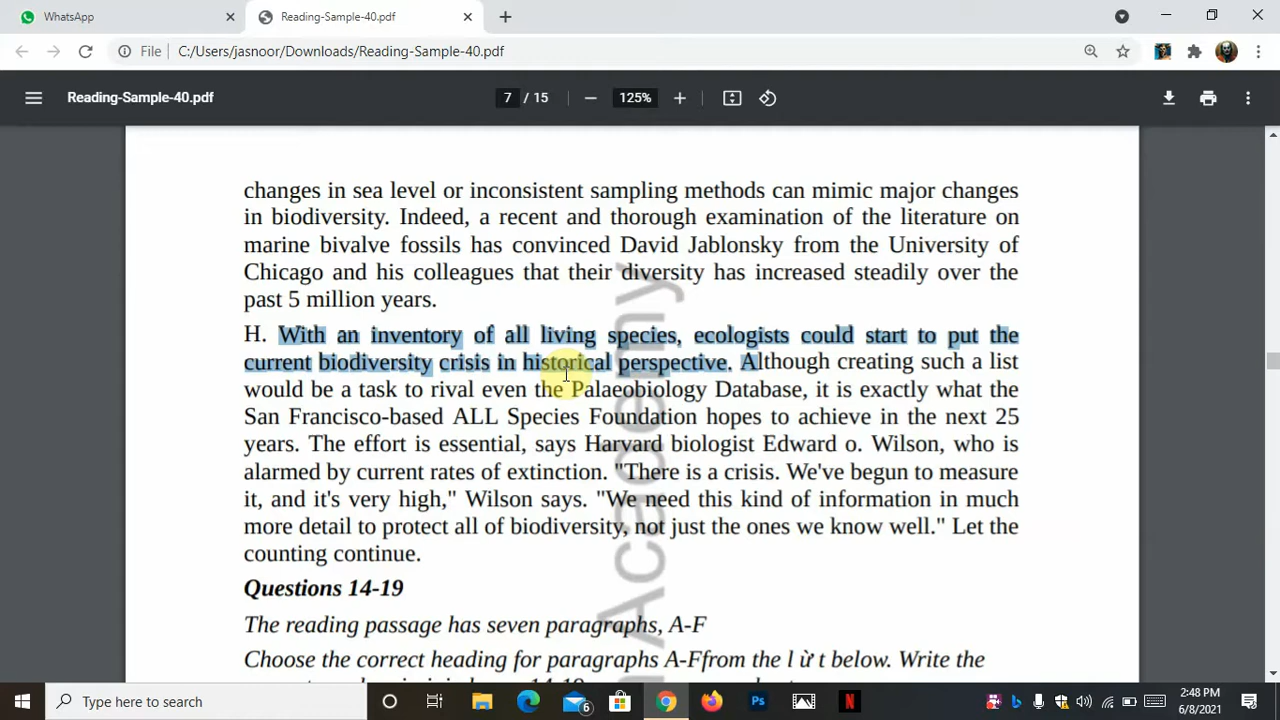 WhatsApp
Reading-Sample-40.pdf
File C:/Users/jasnoor/Downloads/Reading-Sample-40.pdf
Reading-Sample-40.pdf
7 / 15
125%
changes in sea level or inconsistent sampling methods can mimic major changes
in biodiversity. Indeed, a recent and thorough examination of the literature on
marine bivalve fossils has convinced David Jablonsky from the University of
Chicago and his colleagues that their diversity has increased steadily over the
past 5 million years.
H. With an inventory of all living species, ecologists could start to put the
current biodiversity crisis in historical perspective. Although creating such a list
would be a task to rival even the Palaeobiology Database, it is exactly what the
San Francisco-based ALL Species Foundation hopes to achieve in the next 25
years. The effort is essential, says Harvard biologist Edward o. Wilson, who is
alarmed by current rates of extinction. "There is a crisis. We've begun to measure
it, and it's very high," Wilson says. "We need this kind of information in much
more detail to protect all of biodiversity, not just the ones we know well." Let the
counting continue.
Academy
Questions 14-19
The reading passage has seven paragraphs, A-F
Choose the correct heading for paragraphs A-Ffrom the l ừ t below. Write the
Type here to search
6
Ps
N
2:48 PM
6/8/2021